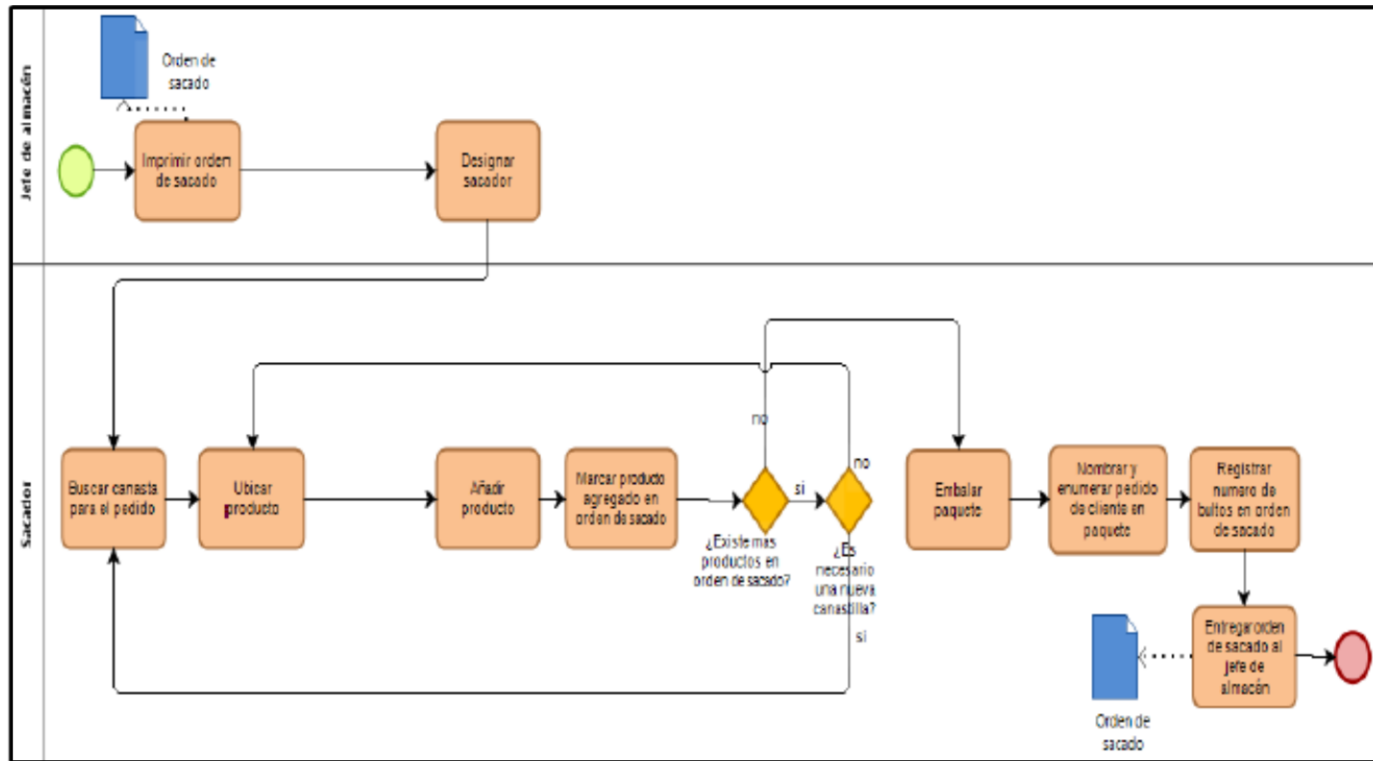 Jefe de almacén
Orden de
sacado
Imprimir orden
de sacado
Designar
sacador
Sacador
Buscar canasta
para el pedido
Ubicar
producto
Añadir
producto
Marcar producto
agregado en
orden de sacado
no
si
¿Existe mas
productos en
orden de sacado?
no
¿Es
necesario
una nueva
canastilla?
si
Embalar
paquete
Nombrar y
enumerar pedido
de cliente en
paquete
Registrar
numero de
bultos en orden
de sacado
Entregar orden
de sacado al
jefe de
almacén
Orden de
sacado